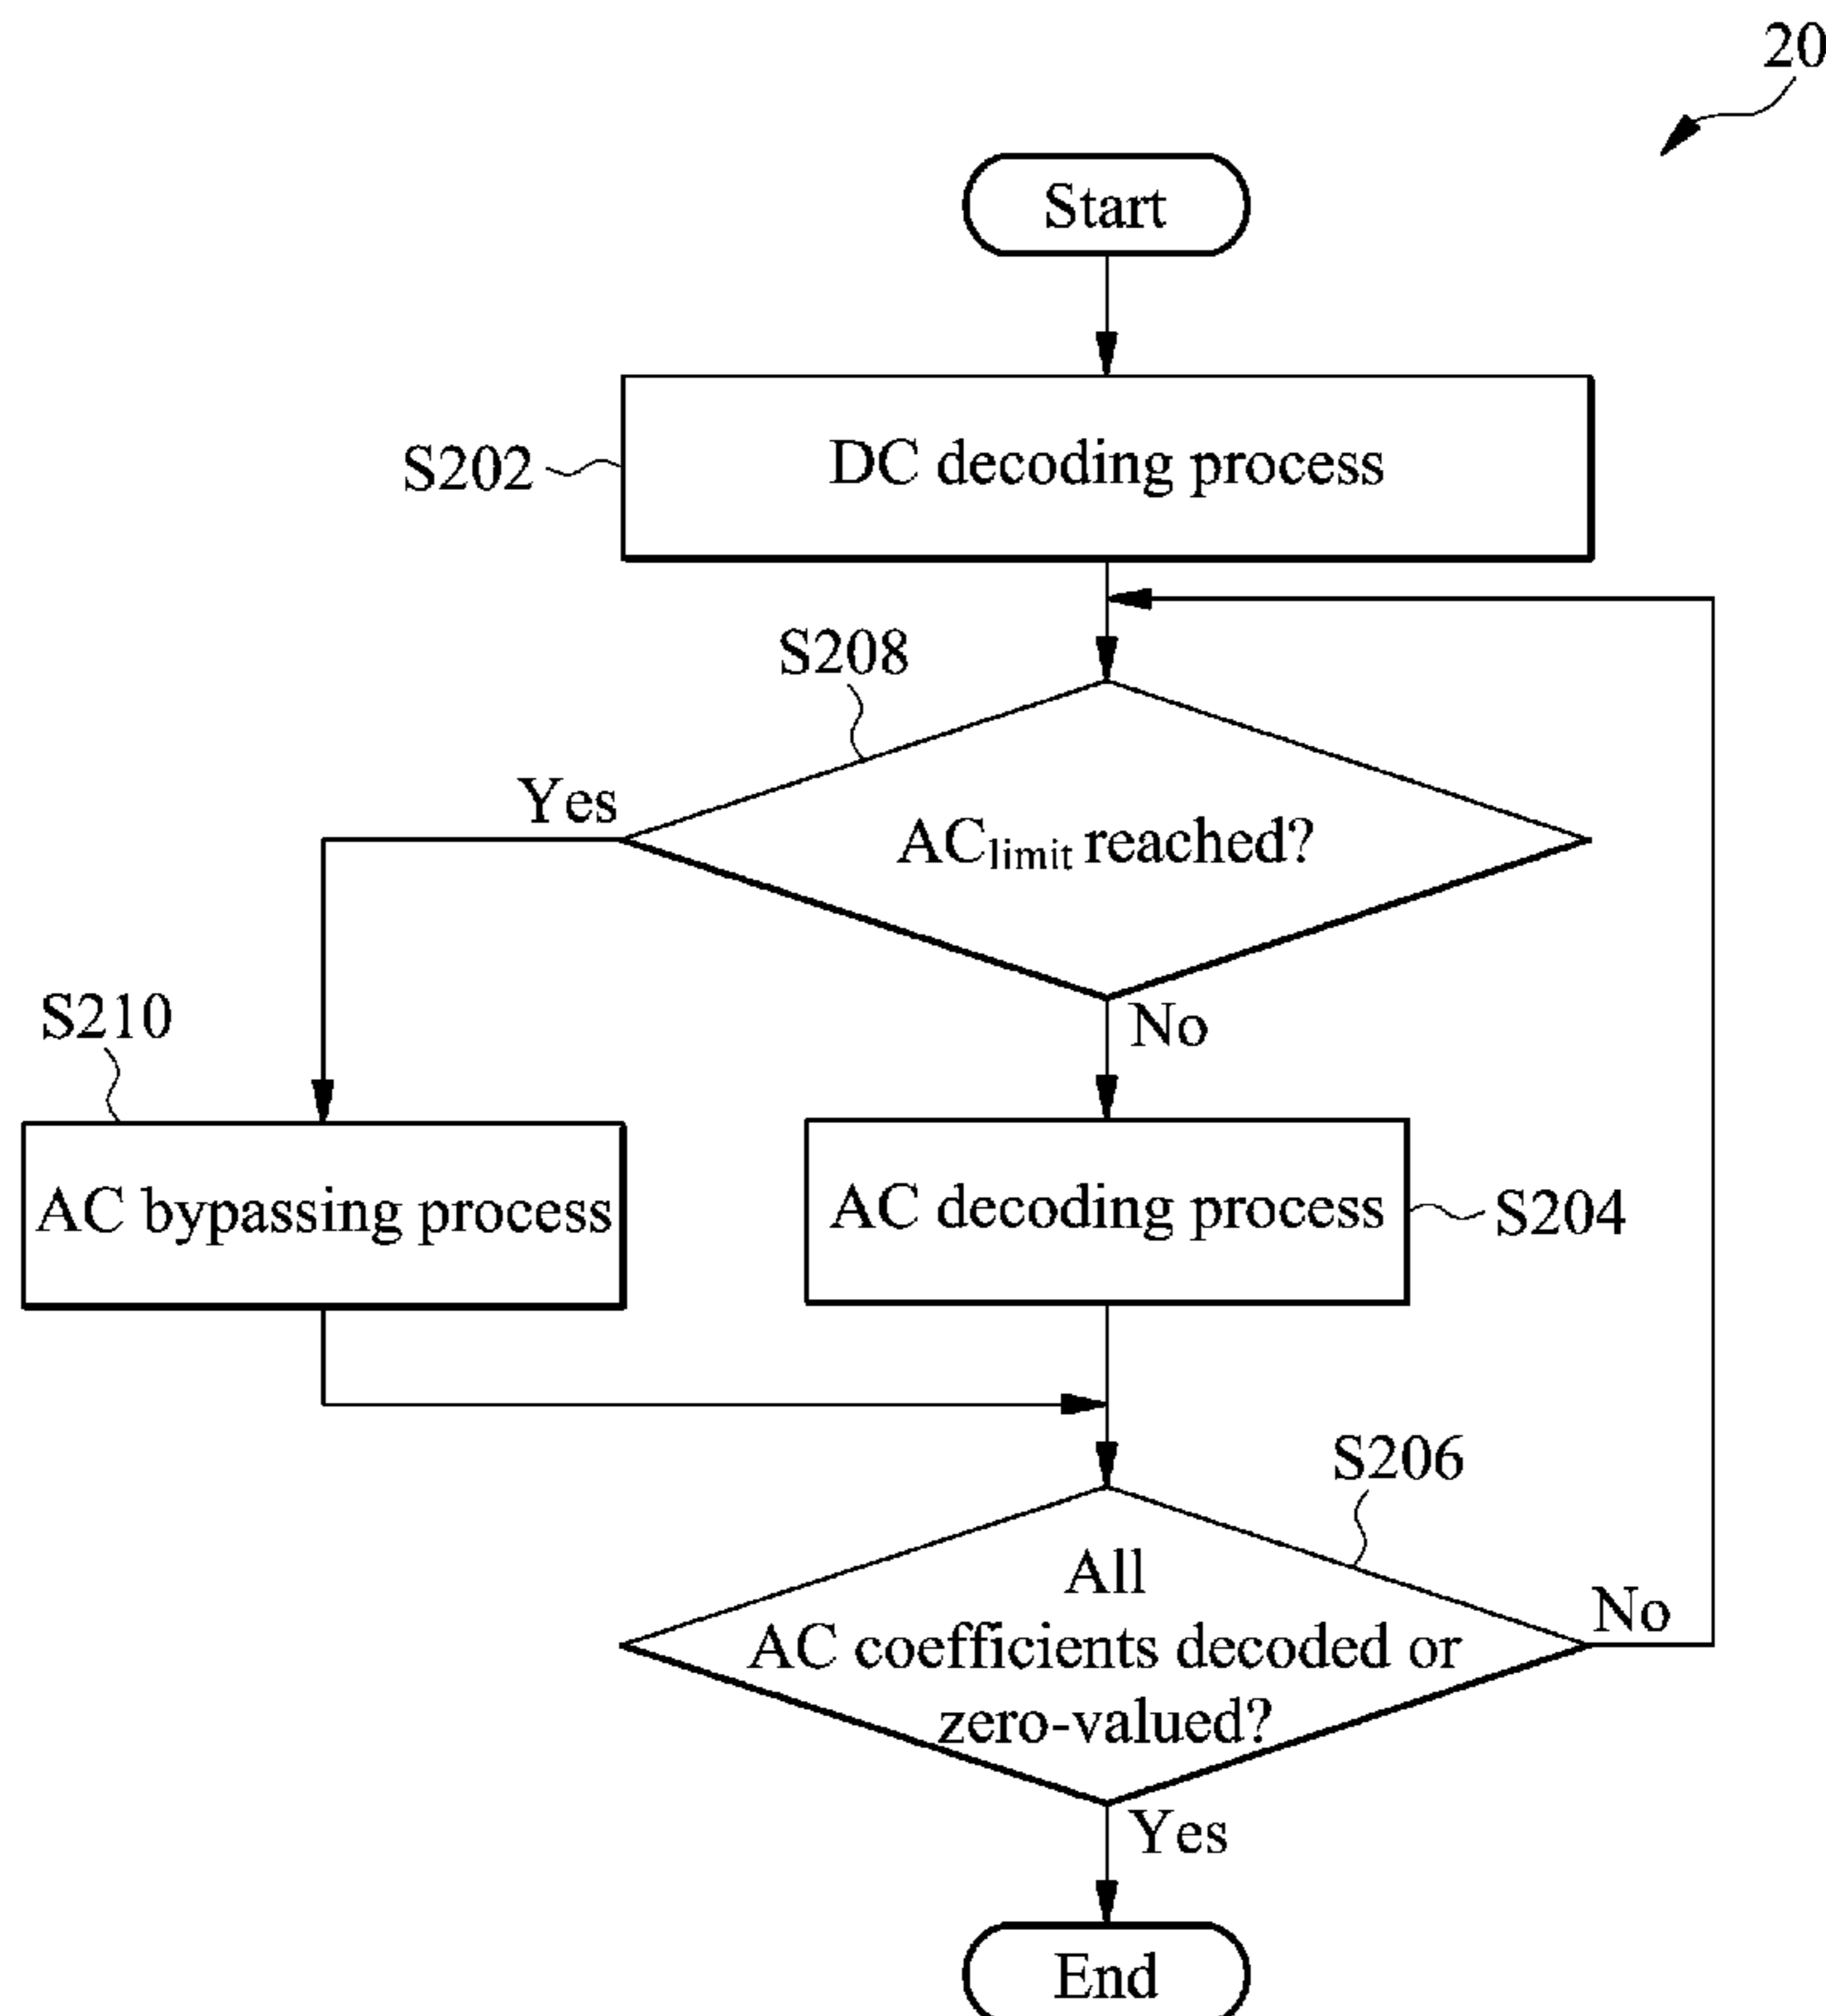 20
Start
S202
DC decoding process
S208
Yes
AClimit reached?
No
S210
AC bypassing process
AC decoding process
S204
S206
All
AC coefficients decoded or
zero-valued?
No
Yes
End